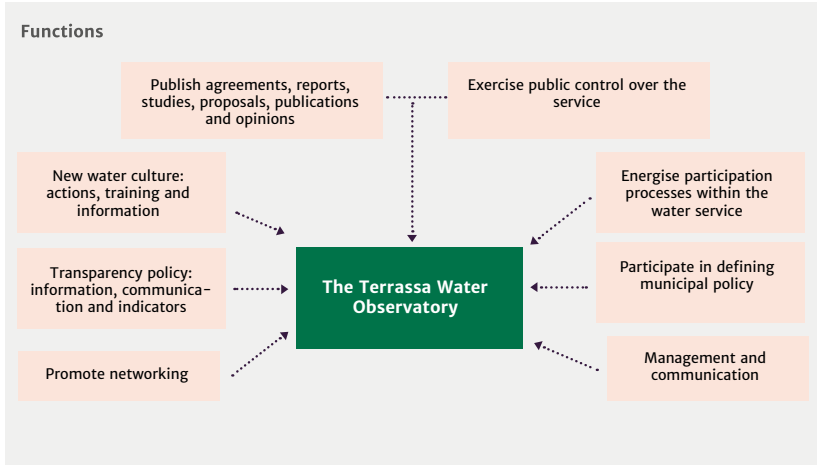 Functions
Publish agreements, reports,
studies, proposals, publications
and opinions
Exercise public control over the
service
New water culture:
actions, training and
information
Energise participation
processes within the
water service
Transparency policy:
information, communica-
tion and indicators
The Terrassa Water
Observatory
Participate in defining
municipal policy
Promote networking
Management and
communication